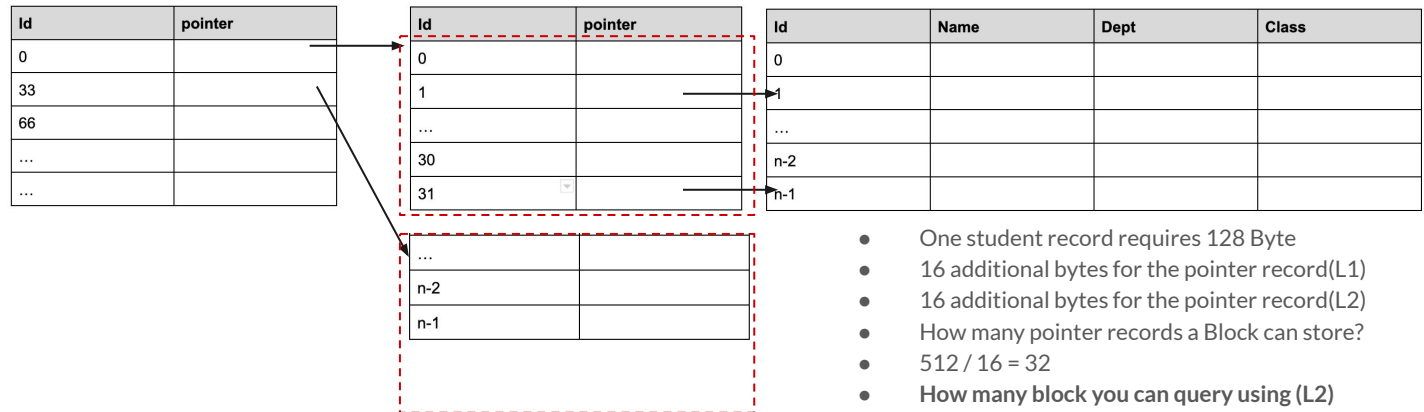 Id pointer
0
33
66
…
…
Id pointer
0
1
…
30
31
…
n-2
n-1
Id Name Dept Class
0
1
…
n-2
n-1
● One student record requires 128 Byte
● 16 additional bytes for the pointer record(L1)
● 16 additional bytes for the pointer record(L2)
● How many pointer records a Block can store?
● 512 / 16 = 32
● How many block you can query using (L2)